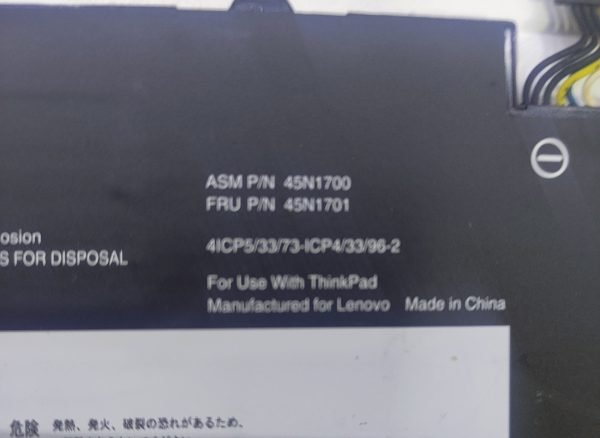 ASM P/N 45N1700
FRU P/N 45N1701
osion
4ICP5/33/73-ICP4/33/96-2
S FOR DISPOSAL
For Use With ThinkPad
Manufactured for Lenovo Made in China
危険 発熱、発火、破裂の恐れがあるため、